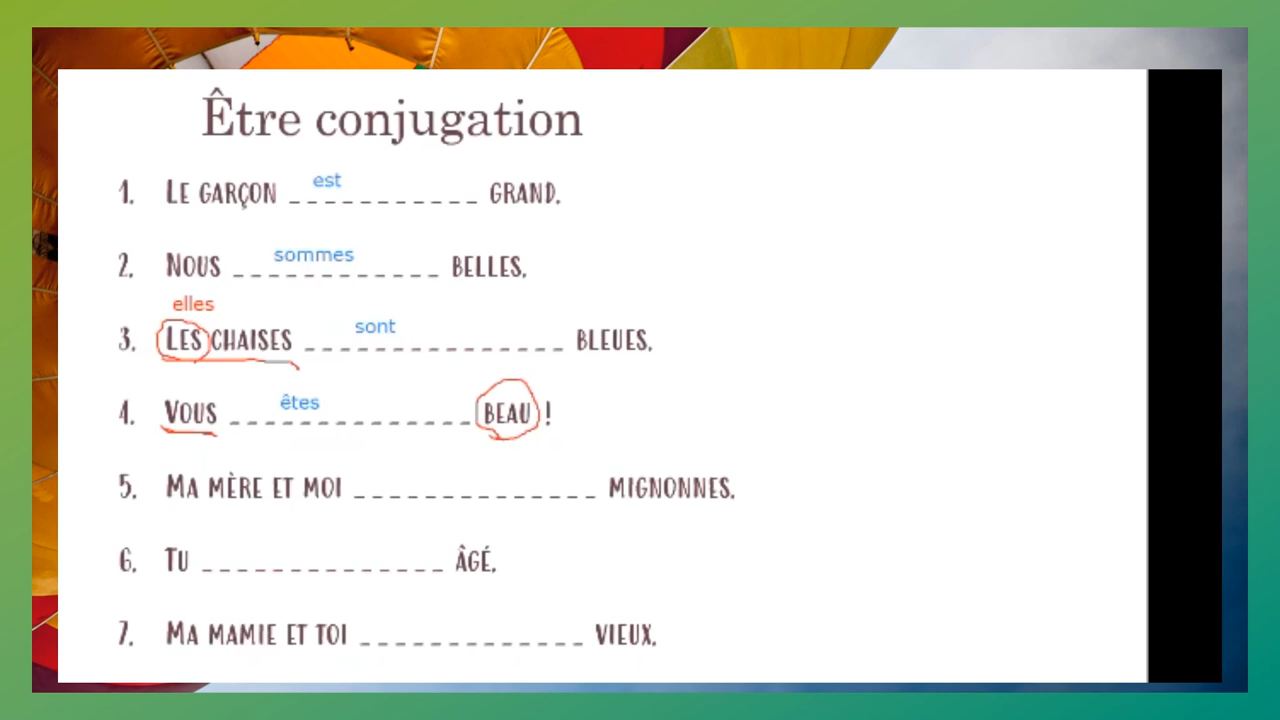 Être conjugation
1. LE GARÇON est ___________ GRAND.
2. NOUS sommes ____________ BELLES.
elles
3. LES CHAISES sont _______________ BLEUES.
4. VOUS êtes ______________ BEAU !
5. MA MÈRE ET MOI ______________ MIGNONNES.
6. TU ______________ ÂGÉ.
7. MA MAMIE ET TOI _____________ VIEUX.